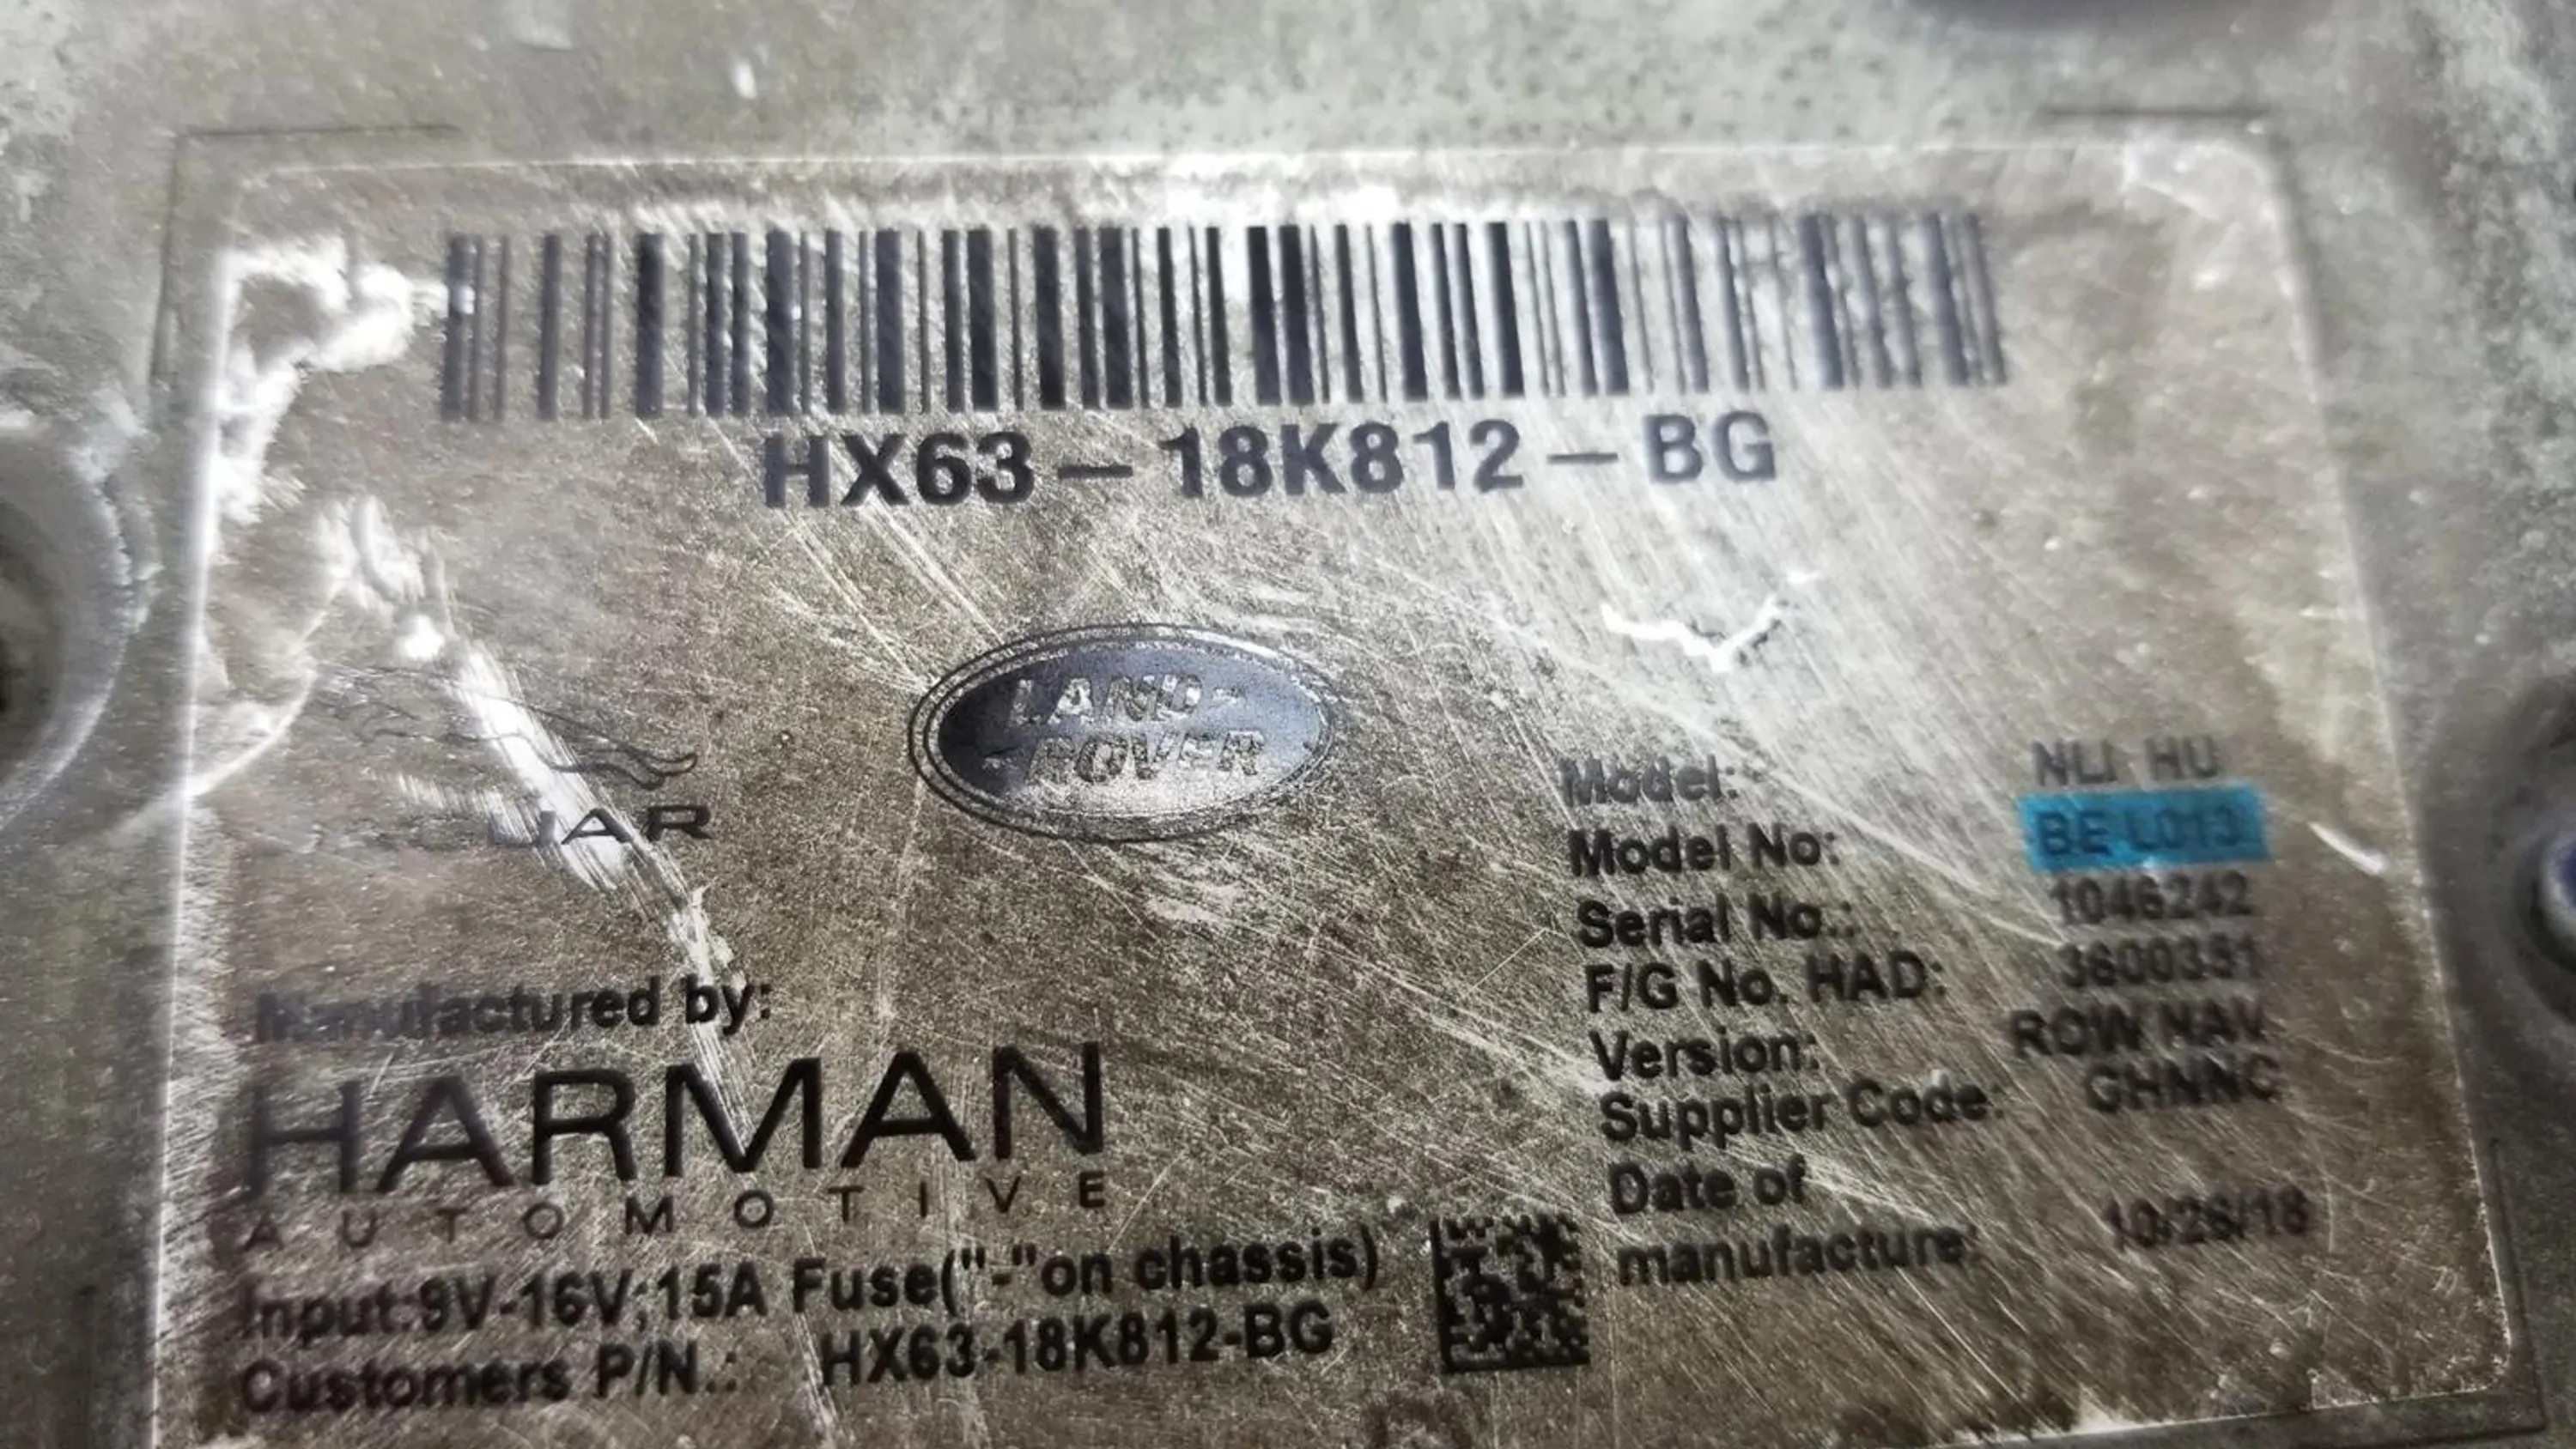 HX63-18K812-BG
LAND-
-ROVER
Model: NLI HU
Model No: BE L013
Serial No.: 1046242
F/G No. HAD: 3600351
Version: ROW NAV
Supplier Code: GHNNC
Date of
manufacture: 10/26/18
Manufactured by:
HARMAN
AUTOMOTIVE
Input:9V-16V;15A Fuse("-"on chassis)
Customers P/N.: HX63-18K812-BG